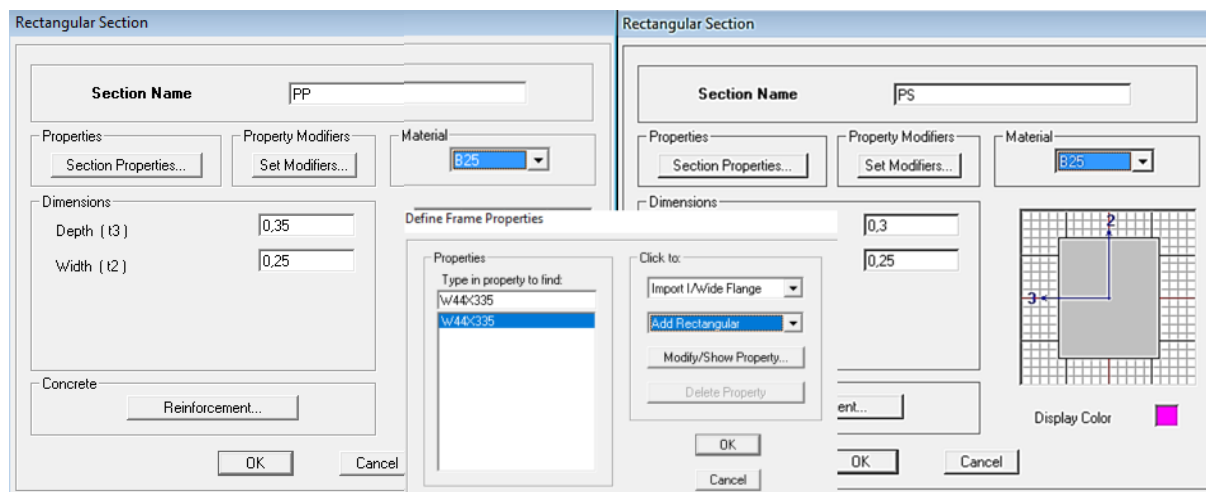 Rectangular Section
Section Name
PP
Properties
Section Properties...
Property Modifiers
Set Modifiers...
Material
B25
Dimensions
Depth ( t3 )
0,35
Width ( t2 )
0,25
Concrete
Reinforcement...
OK
Cancel
Define Frame Properties
Properties
Type in property to find:
W44X335
W44X335
Click to:
Import I/Wide Flange
Add Rectangular
Modify/Show Property...
Delete Property
OK
Cancel
Rectangular Section
Section Name
PS
Properties
Section Properties...
Property Modifiers
Set Modifiers...
Material
B25
Dimensions
0,3
0,25
2
3
ent...
Display Color
OK
Cancel